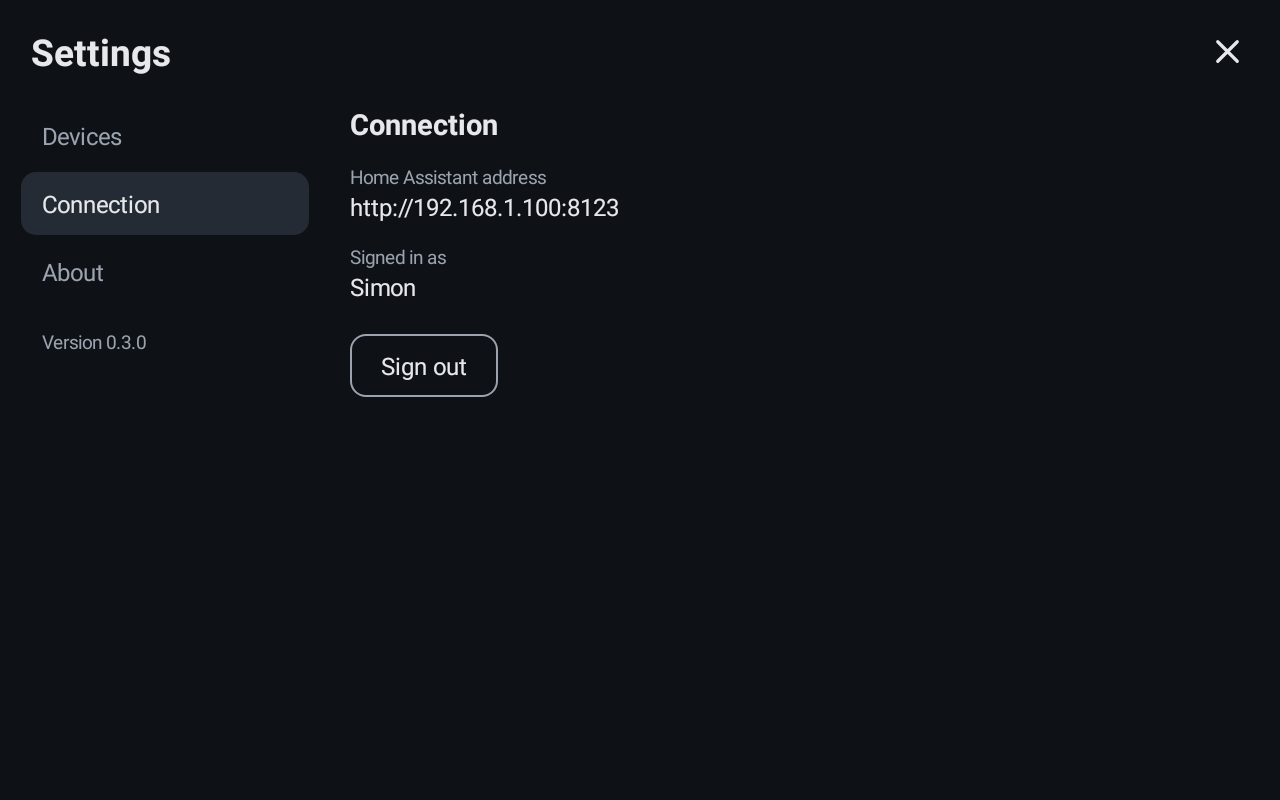 Settings
Devices
Connection
About
Version 0.3.0
Connection
Home Assistant address
http://192.168.1.100:8123
Signed in as
Simon
Sign out